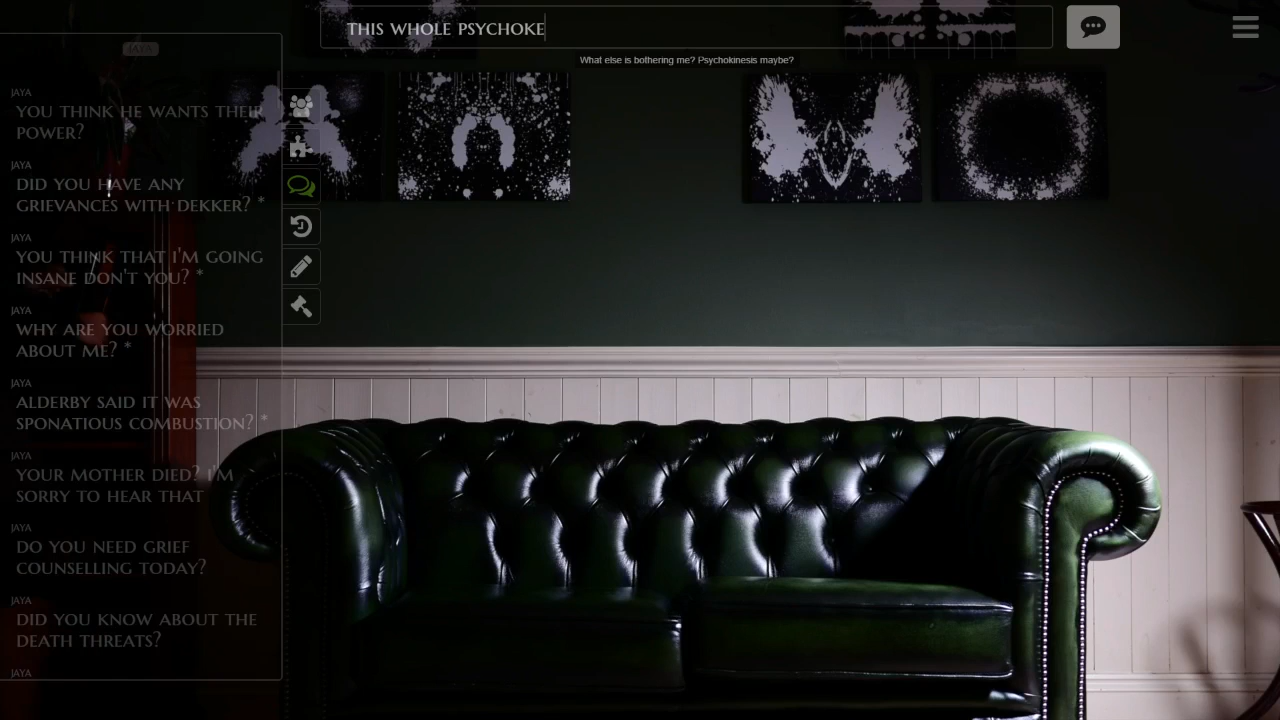 THIS WHOLE PSYCHOKE
What else is bothering me? Psychokinesis maybe?
JAYA
JAYA
YOU THINK HE WANTS THEIR
POWER?
JAYA
DID YOU HAVE ANY
GRIEVANCES WITH DEKKER? *
JAYA
YOU THINK THAT I'M GOING
INSANE DON'T YOU? *
JAYA
WHY ARE YOU WORRIED
ABOUT ME? *
JAYA
ALDERBY SAID IT WAS
SPONATIOUS COMBUSTION? *
JAYA
YOUR MOTHER DIED? I'M
SORRY TO HEAR THAT
JAYA
DO YOU NEED GRIEF
COUNSELLING TODAY?
JAYA
DID YOU KNOW ABOUT THE
DEATH THREATS?
JAYA